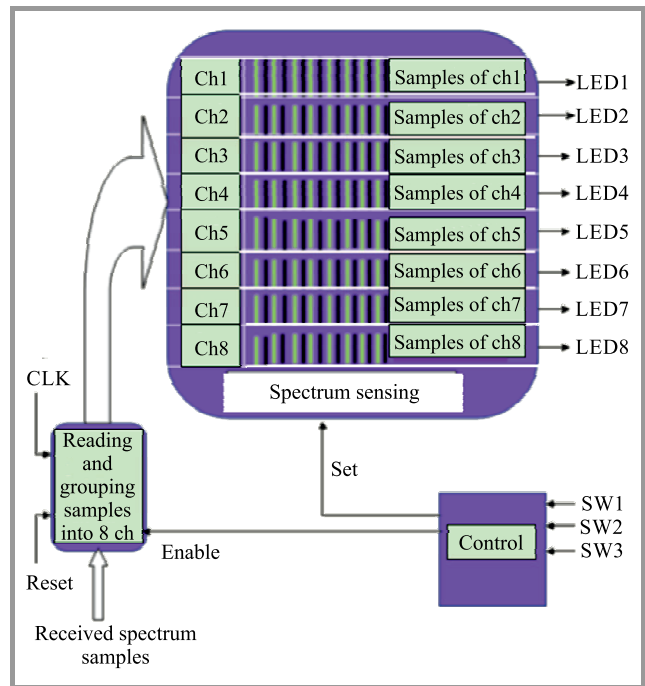 Ch1 Samples of ch1 LED1
Ch2 Samples of ch2 LED2
Ch3 Samples of ch3 LED3
Ch4 Samples of ch4 LED4
Ch5 Samples of ch5 LED5
Ch6 Samples of ch6 LED6
Ch7 Samples of ch7 LED7
Ch8 Samples of ch8 LED8
Spectrum sensing
CLK
Reading
and
grouping
samples
into 8 ch
Reset
Received spectrum
samples
Set
Enable
Control
SW1
SW2
SW3